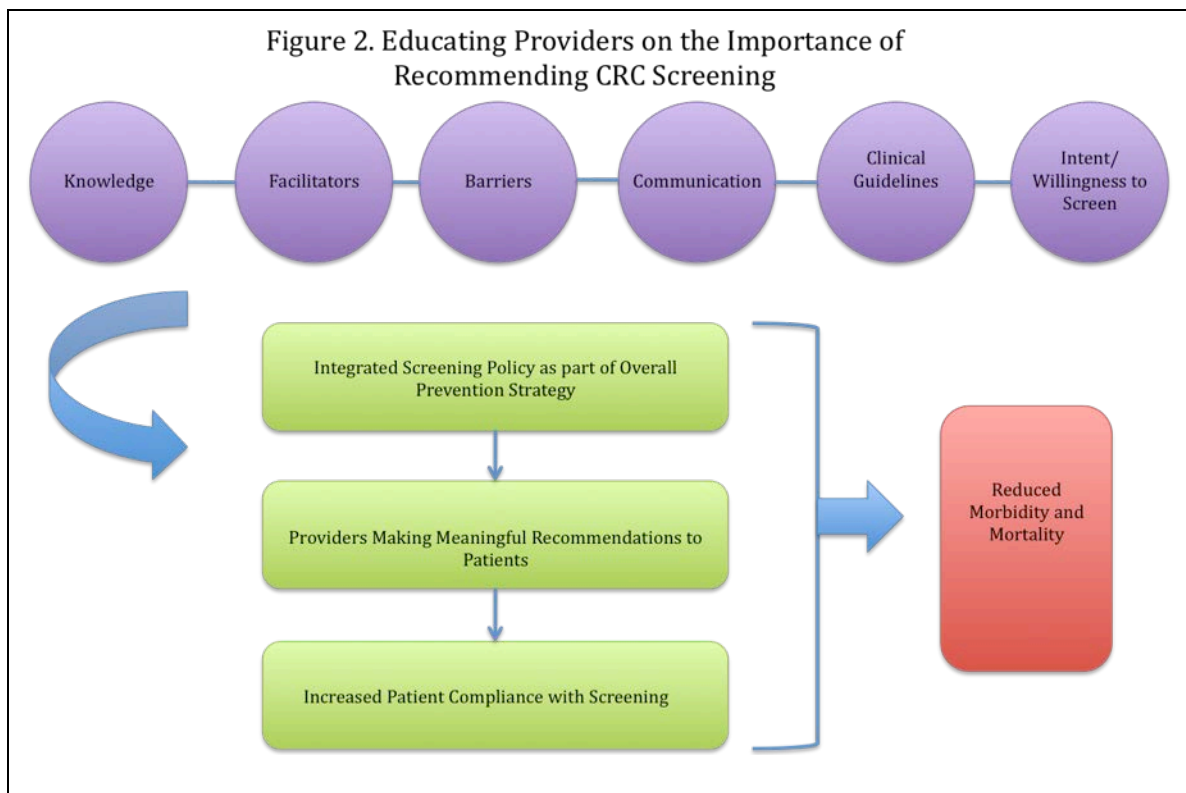 Figure 2. Educating Providers on the Importance of
Recommending CRC Screening
Knowledge
Facilitators
Barriers
Communication
Clinical
Guidelines
Intent/
Willingness to
Screen
Integrated Screening Policy as part of Overall
Prevention Strategy
Providers Making Meaningful Recommendations to
Patients
Increased Patient Compliance with Screening
Reduced
Morbidity and
Mortality